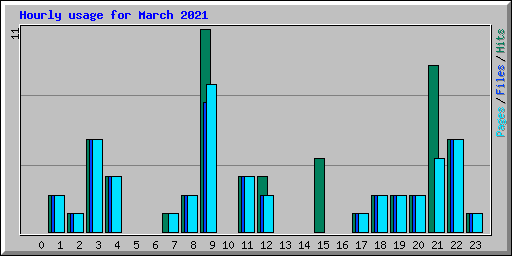 Hourly usage for March 2021
11
Pages/Files/Hits
0 1 2 3 4 5 6 7 8 9 10 11 12 13 14 15 16 17 18 19 20 21 22 23